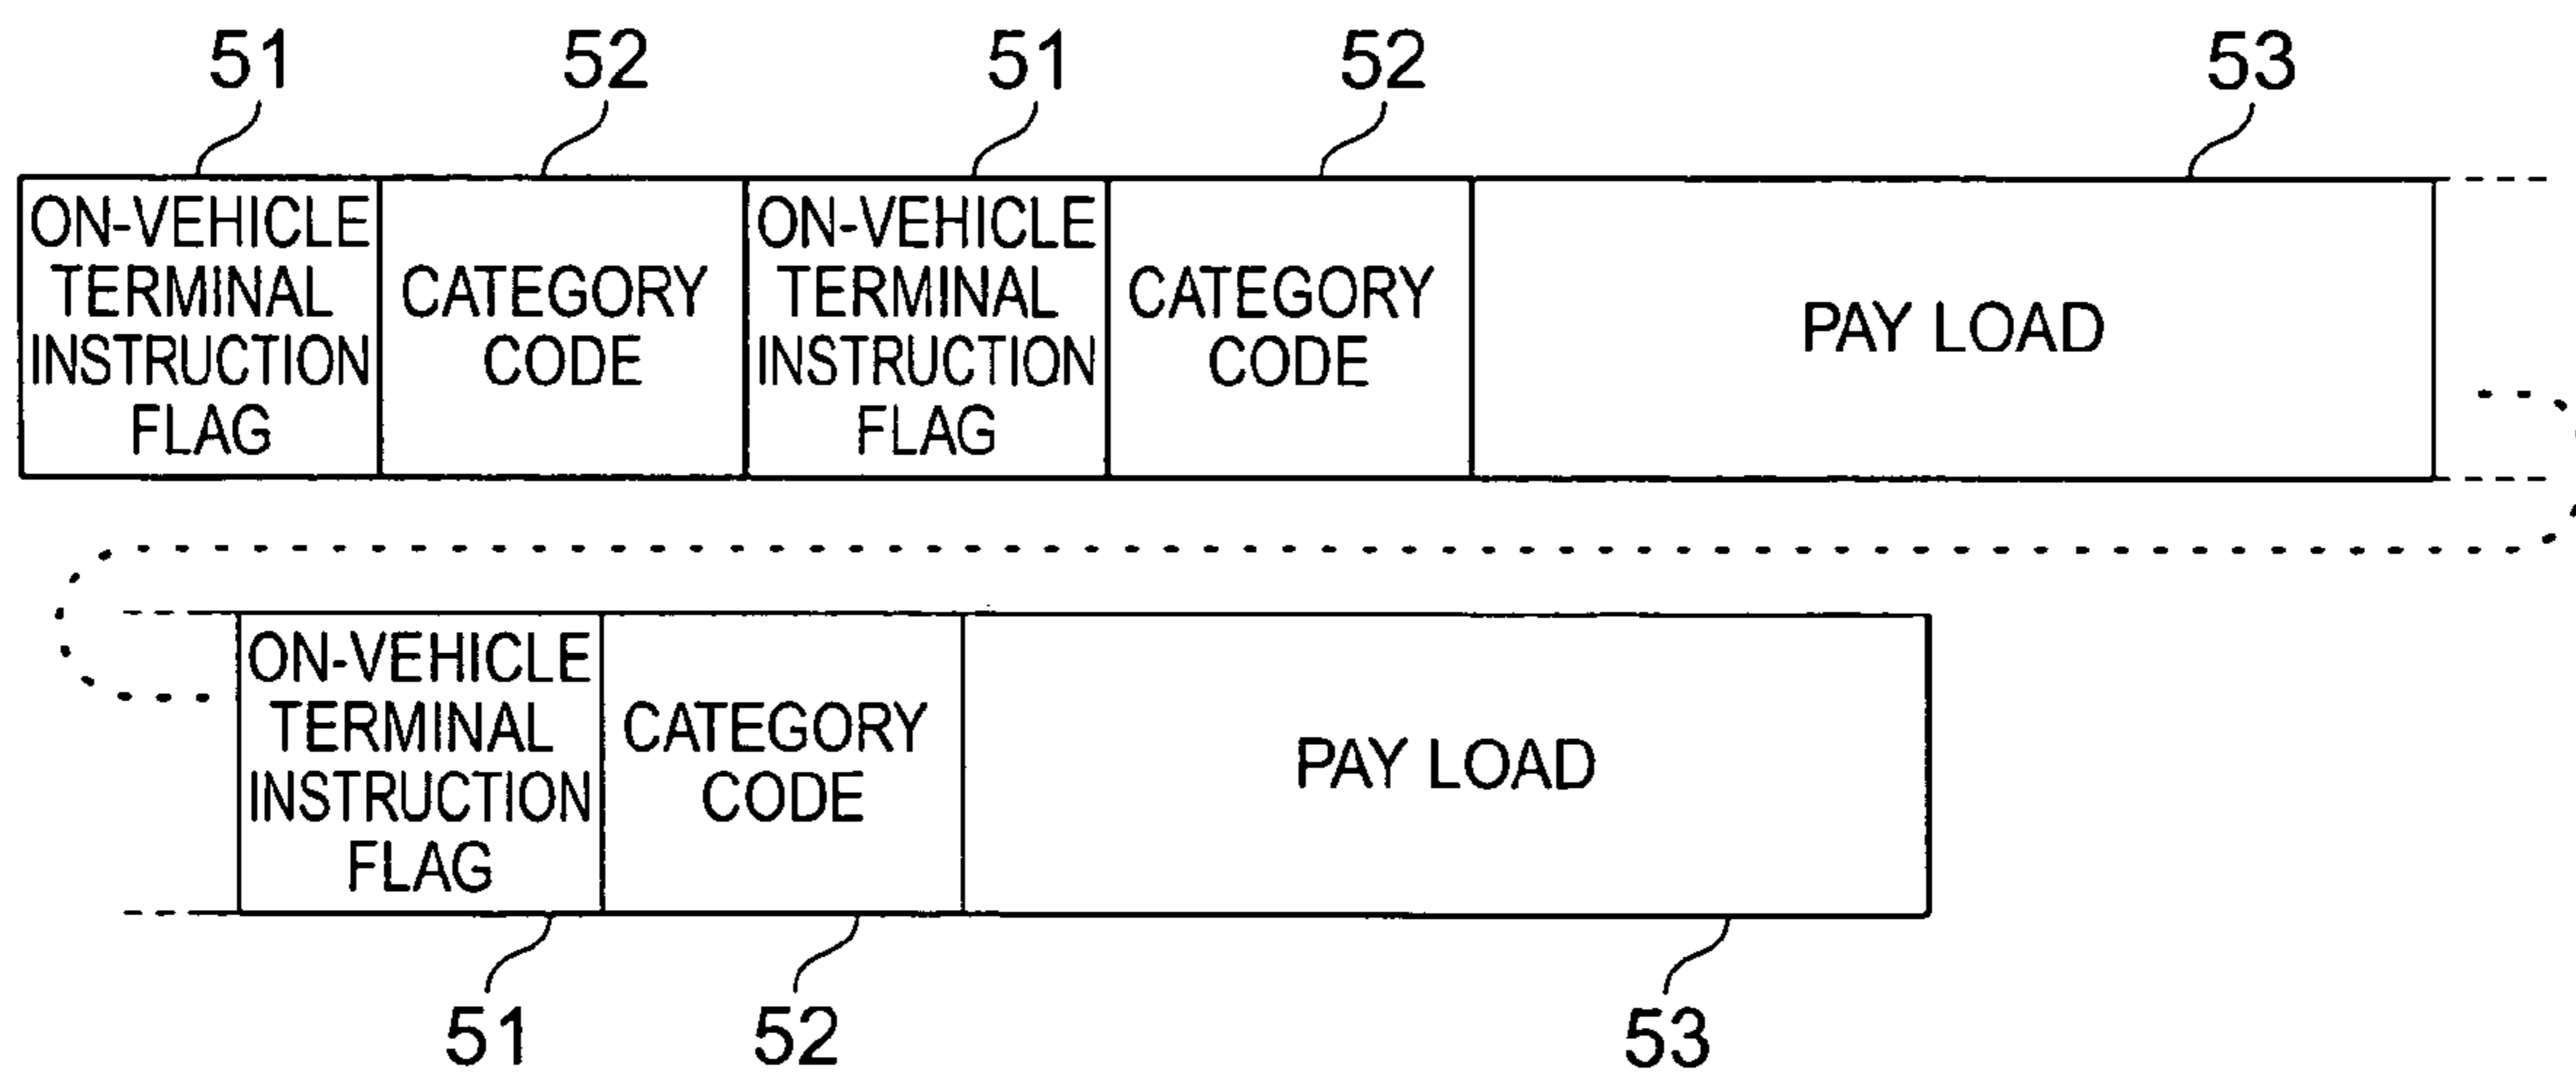 51 52 51 52 53
ON-VEHICLE
TERMINAL
INSTRUCTION
FLAG
CATEGORY
CODE
ON-VEHICLE
TERMINAL
INSTRUCTION
FLAG
CATEGORY
CODE
PAY LOAD
ON-VEHICLE
TERMINAL
INSTRUCTION
FLAG
CATEGORY
CODE
PAY LOAD
51 52 53